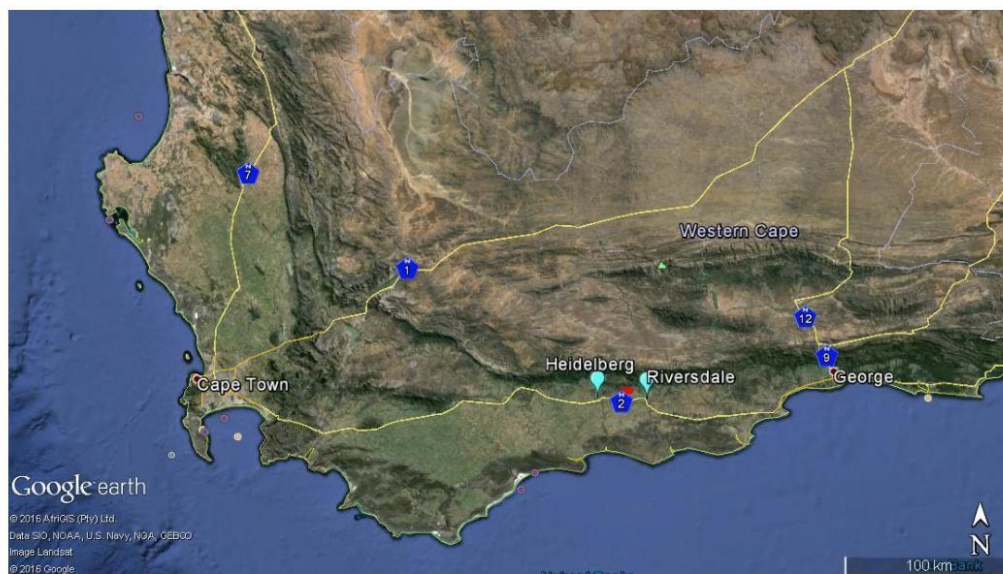 N
7
Western Cape
N
1
N
12
N
9
Heidelberg
Riversdale
George
Cape Town
N
2
Google earth
© 2016 AfriGIS (Pty) Ltd.
Data SIO, NOAA, U.S. Navy, NGA, GEBCO
Image Landsat
© 2016 Google
N
100 km